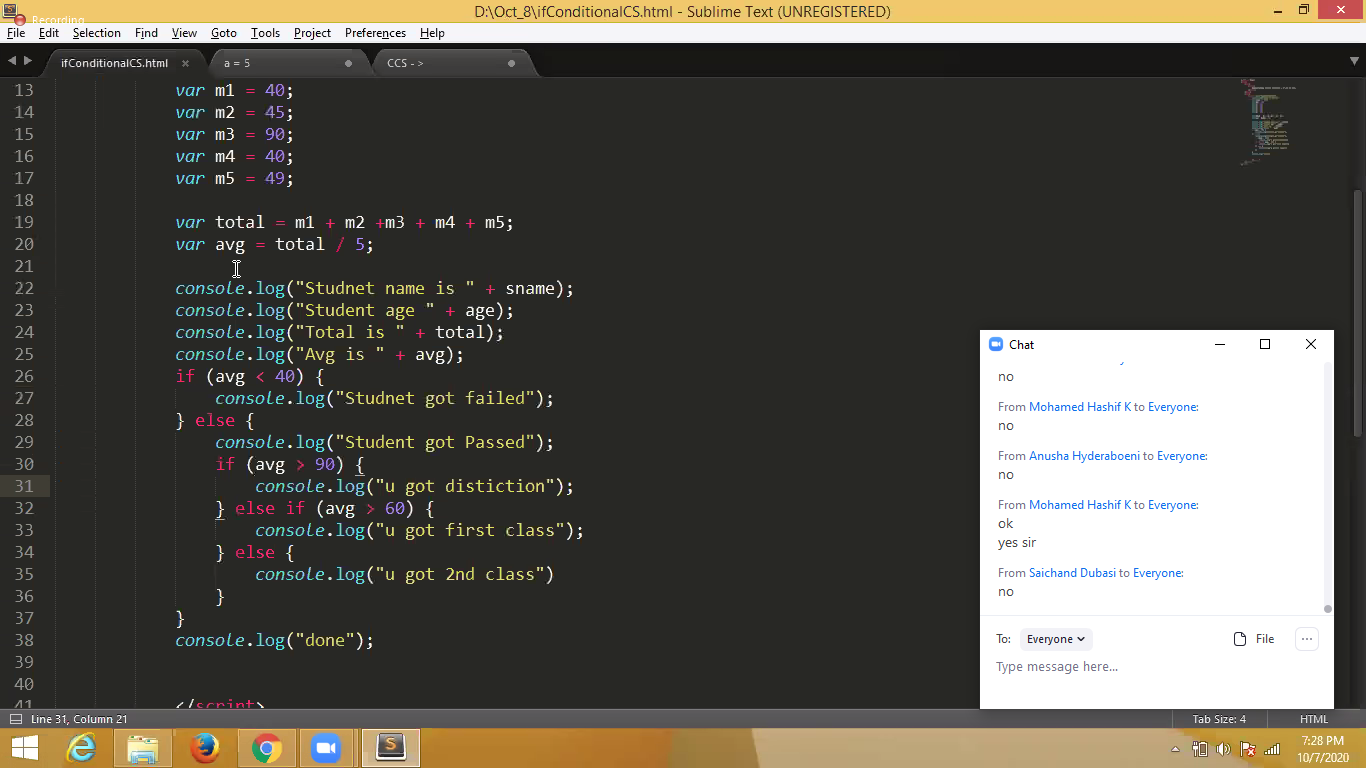 Recording
D:\Oct_8\ifConditionalCS.html - Sublime Text (UNREGISTERED)
File Edit Selection Find View Goto Tools Project Preferences Help
ifConditionalCS.html a = 5 CCS - >
13 var m1 = 40;
14 var m2 = 45;
15 var m3 = 90;
16 var m4 = 40;
17 var m5 = 49;
18
19 var total = m1 + m2 +m3 + m4 + m5;
20 var avg = total / 5;
21
22 console.log("Studnet name is " + sname);
23 console.log("Student age " + age);
24 console.log("Total is " + total);
25 console.log("Avg is " + avg);
26 if (avg < 40) {
27 console.log("Studnet got failed");
28 } else {
29 console.log("Student got Passed");
30 if (avg > 90) {
31 console.log("u got distiction");
32 } else if (avg > 60) {
33 console.log("u got first class");
34 } else {
35 console.log("u got 2nd class")
36 }
37 }
38 console.log("done");
39
40
41 </script>
Chat
no
From Mohamed Hashif K to Everyone:
no
From Anusha Hyderaboeni to Everyone:
no
From Mohamed Hashif K to Everyone:
ok
yes sir
From Saichand Dubasi to Everyone:
no
To: Everyone File
Type message here...
Line 31, Column 21 Tab Size: 4 HTML
7:28 PM
10/7/2020